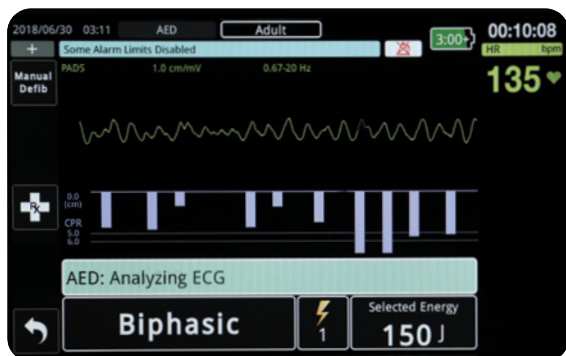 2018/06/30 03:11 AED Adult 3:00+ 00:10:08
+ Some Alarm Limits Disabled HR bpm
Manual
Defib
PADS 1.0 cm/mV 0.67-20 Hz
135
Rx
0.0
(cm)
CPR
5.0
6.0
AED: Analyzing ECG
Biphasic
1
Selected Energy
150 J